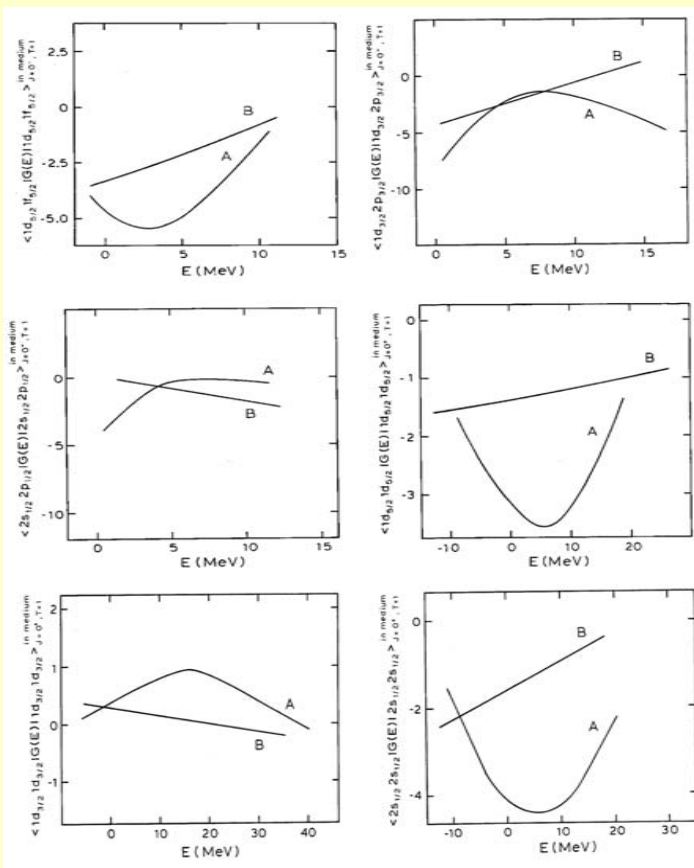 <1d5/2 1f5/2 |G(E)| 1d5/2 1f5/2> in medium J=0⁺, T=1
2.5
0
-2.5
-5.0
B
A
0 5 10 15
E (MeV)
<1d3/2 2p3/2 |G(E)| 1d3/2 2p3/2> in medium J=0⁺, T=1
0
-5
-10
B
A
0 5 10 15
E (MeV)
<2s1/2 2p1/2 |G(E)| 2s1/2 2p1/2> in medium J=0⁺, T=1
5
0
-5
-10
A
B
0 5 10 15
E (MeV)
<1d5/2 1d5/2 |G(E)| 1d5/2 1d5/2> in medium J=0⁺, T=1
0
-1
-2
-3
B
A
-10 0 10 20
E (MeV)
<1d3/2 1d3/2 |G(E)| 1d3/2 1d3/2> in medium J=0⁺, T=1
2
1
0
-1
A
B
0 10 20 30 40
E (MeV)
<2s1/2 2s1/2 |G(E)| 2s1/2 2s1/2> in medium J=0⁺, T=1
0
-2
-4
B
A
-10 0 10 20 30
E (MeV)